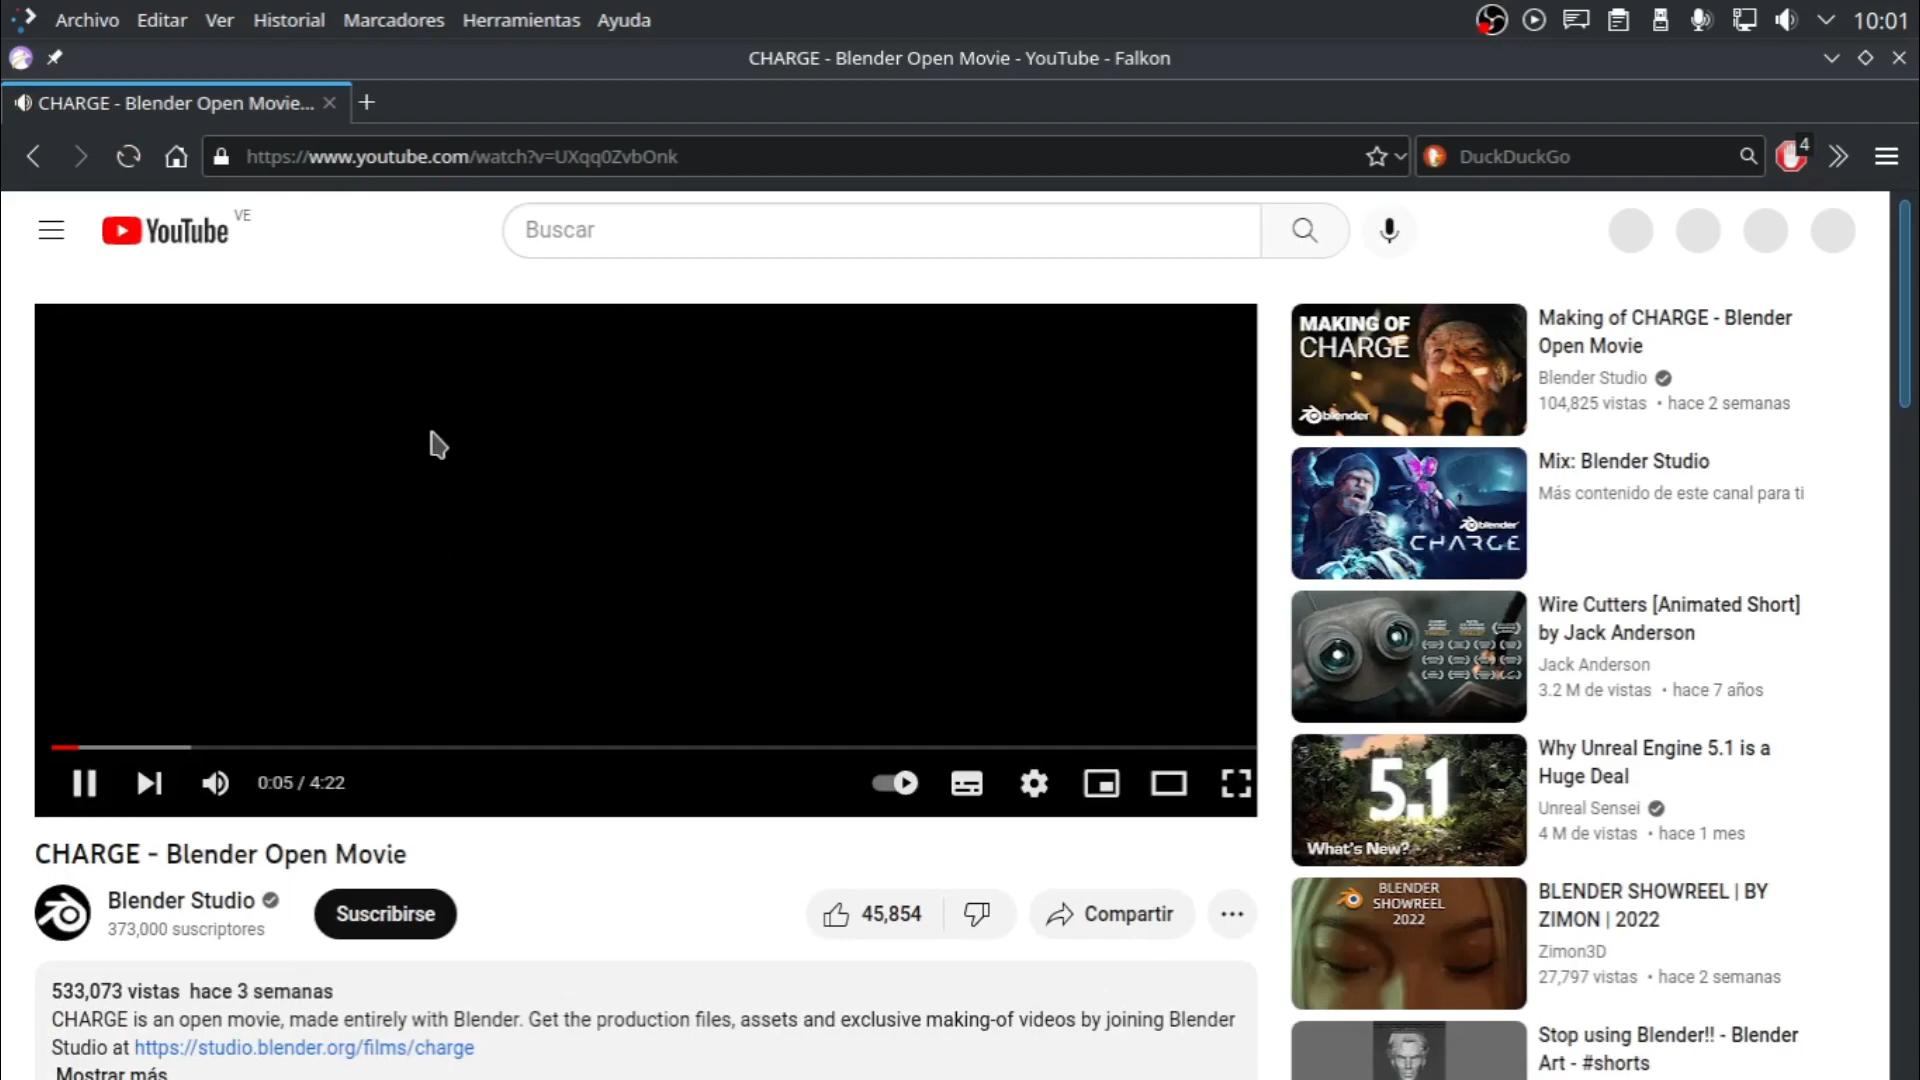 Archivo Editar Ver Historial Marcadores Herramientas Ayuda
10:01
CHARGE - Blender Open Movie - YouTube - Falkon
CHARGE - Blender Open Movie...
https://www.youtube.com/watch?v=UXqq0ZvbOnk
DuckDuckGo
4
YouTube VE
Buscar
MAKING OF
CHARGE
blender
Making of CHARGE - Blender
Open Movie
Blender Studio
104,825 vistas • hace 2 semanas
blender
CHARGE
Mix: Blender Studio
Más contenido de este canal para ti
Wire Cutters [Animated Short]
by Jack Anderson
Jack Anderson
3.2 M de vistas • hace 7 años
5.1
What's New?
Why Unreal Engine 5.1 is a
Huge Deal
Unreal Sensei
4 M de vistas • hace 1 mes
BLENDER
SHOWREEL
2022
BLENDER SHOWREEL | BY
ZIMON | 2022
Zimon3D
27,797 vistas • hace 2 semanas
Stop using Blender!! - Blender
Art - #shorts
0:05 / 4:22
CHARGE - Blender Open Movie
Blender Studio
373,000 suscriptores
Suscribirse
45,854
Compartir
533,073 vistas hace 3 semanas
CHARGE is an open movie, made entirely with Blender. Get the production files, assets and exclusive making-of videos by joining Blender
Studio at https://studio.blender.org/films/charge
Mostrar más